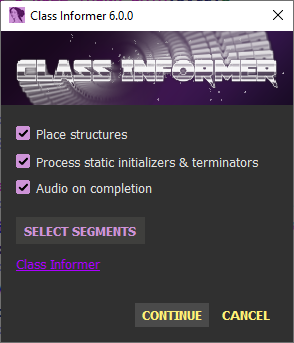 Class Informer 6.0.0
CLASS INFORMER
Place structures
Process static initializers & terminators
Audio on completion
SELECT SEGMENTS
Class Informer
CONTINUE CANCEL